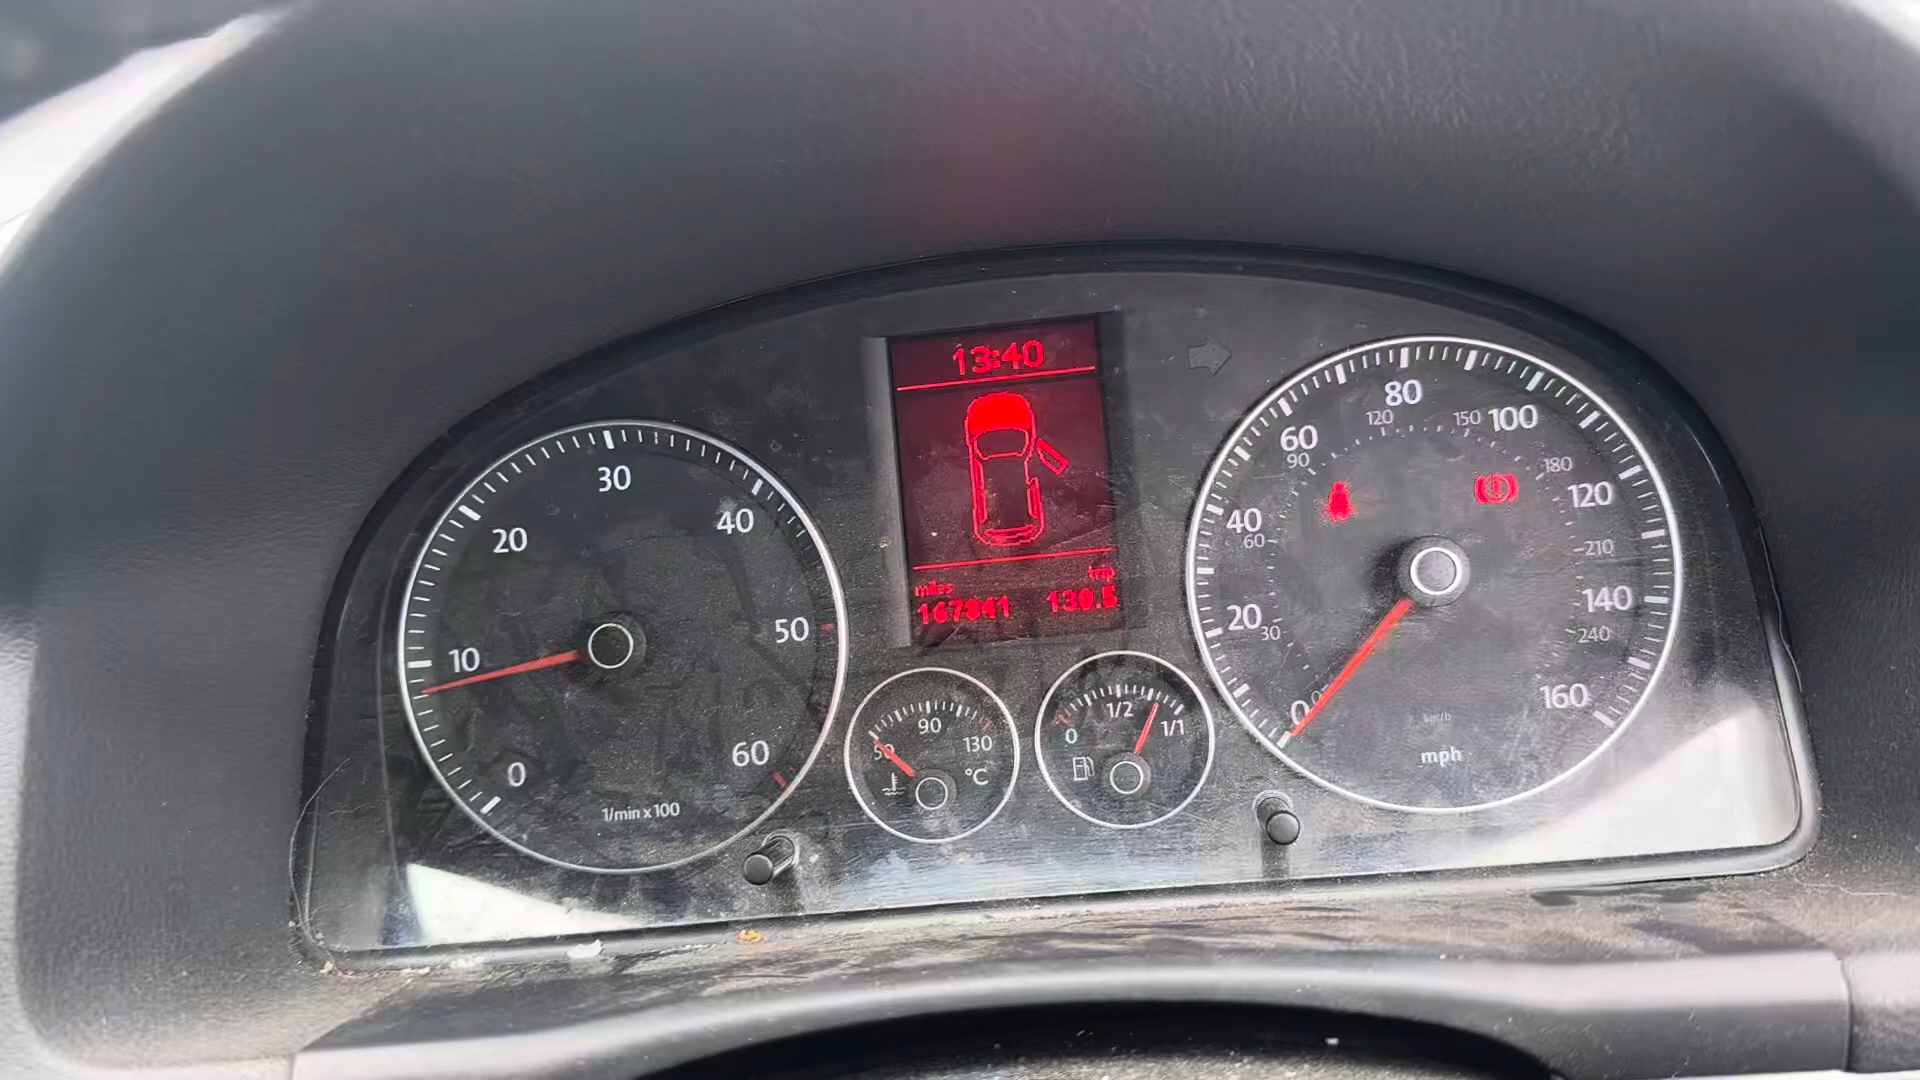 13:40
miles trip
167841 130.5
0 10 20 30 40 50 60
1/min x 100
50 90 130
°C
0 1/2 1/1
0 20 40 60 80 100 120 140 160
30 60 90 120 150 180 210 240
km/h
mph